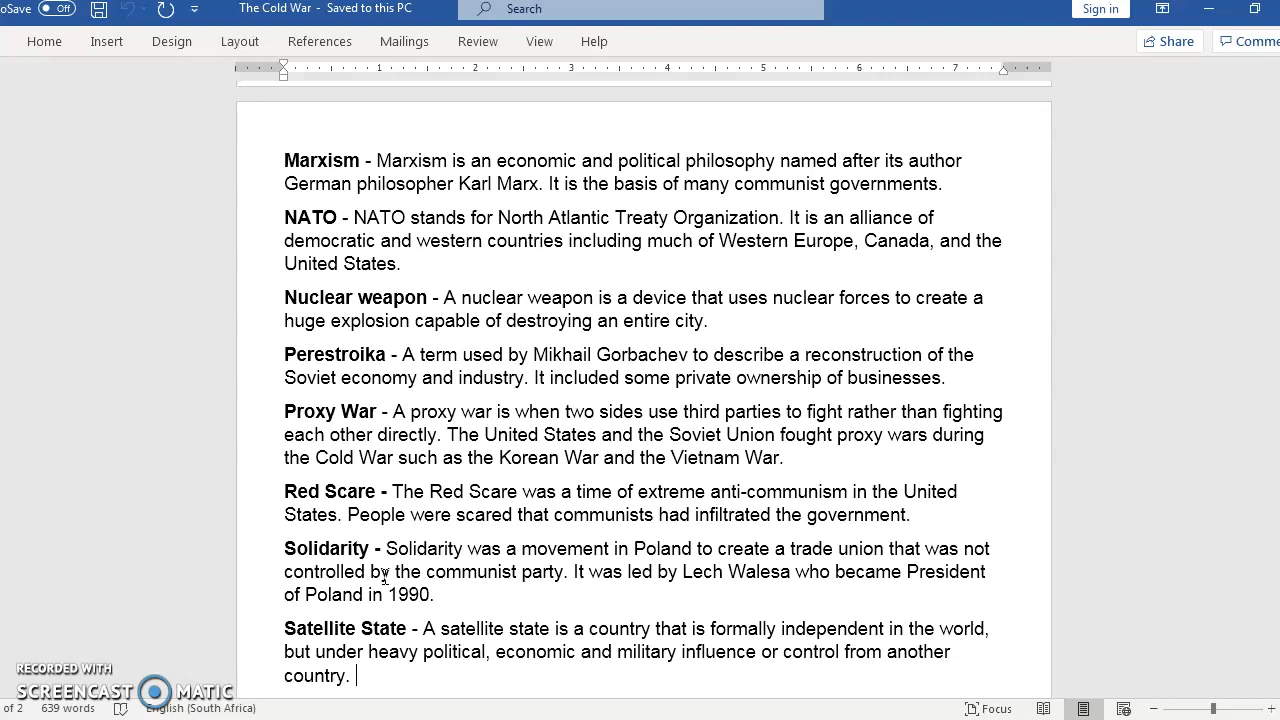 oSave Off The Cold War - Saved to this PC Search Sign in
Home Insert Design Layout References Mailings Review View Help Share Comme
1 2 3 4 5 6 7
Marxism - Marxism is an economic and political philosophy named after its author
German philosopher Karl Marx. It is the basis of many communist governments.
NATO - NATO stands for North Atlantic Treaty Organization. It is an alliance of
democratic and western countries including much of Western Europe, Canada, and the
United States.
Nuclear weapon - A nuclear weapon is a device that uses nuclear forces to create a
huge explosion capable of destroying an entire city.
Perestroika - A term used by Mikhail Gorbachev to describe a reconstruction of the
Soviet economy and industry. It included some private ownership of businesses.
Proxy War - A proxy war is when two sides use third parties to fight rather than fighting
each other directly. The United States and the Soviet Union fought proxy wars during
the Cold War such as the Korean War and the Vietnam War.
Red Scare - The Red Scare was a time of extreme anti-communism in the United
States. People were scared that communists had infiltrated the government.
Solidarity - Solidarity was a movement in Poland to create a trade union that was not
controlled by the communist party. It was led by Lech Walesa who became President
of Poland in 1990.
Satellite State - A satellite state is a country that is formally independent in the world,
but under heavy political, economic and military influence or control from another
country.
RECORDED WITH
SCREENCAST MATIC
of 2 639 words English (South Africa) Focus